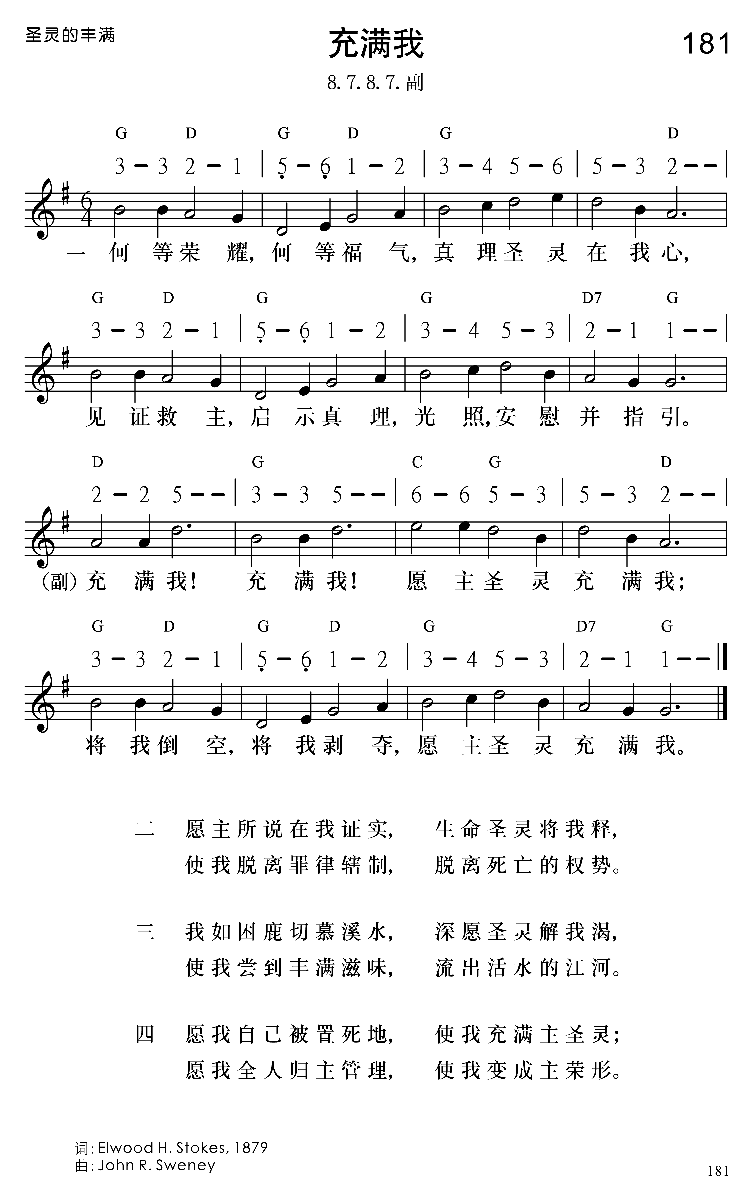 圣灵的丰满
充满我
181
8.7.8.7.副
G D G D G D
3 – 3 2 – 1 | 5̣ – 6̣ 1 – 2 | 3 – 4 5 – 6 | 5 – 3 2 – – |
6/4
一 何 等 荣 耀, 何 等 福 气, 真 理 圣 灵 在 我 心,
G D G G D7 G
3 – 3 2 – 1 | 5̣ – 6̣ 1 – 2 | 3 – 4 5 – 3 | 2 – 1 1 – – |
见 证 救 主, 启 示 真 理, 光 照, 安 慰 并 指 引。
D G C G D
2 – 2 5 – – | 3 – 3 5 – – | 6 – 6 5 – 3 | 5 – 3 2 – – |
(副) 充 满 我! 充 满 我! 愿 主 圣 灵 充 满 我;
G D G D G D7 G
3 – 3 2 – 1 | 5̣ – 6̣ 1 – 2 | 3 – 4 5 – 3 | 2 – 1 1 – – ‖
将 我 倒 空, 将 我 剥 夺, 愿 主 圣 灵 充 满 我。
二 愿主所说在我证实, 生命圣灵将我释,
使我脱离罪律辖制, 脱离死亡的权势。
三 我如困鹿切慕溪水, 深愿圣灵解我渴,
使我尝到丰满滋味, 流出活水的江河。
四 愿我自己被置死地, 使我充满主圣灵;
愿我全人归主管理, 使我变成主荣形。
词: Elwood H. Stokes, 1879
曲: John R. Sweney
181